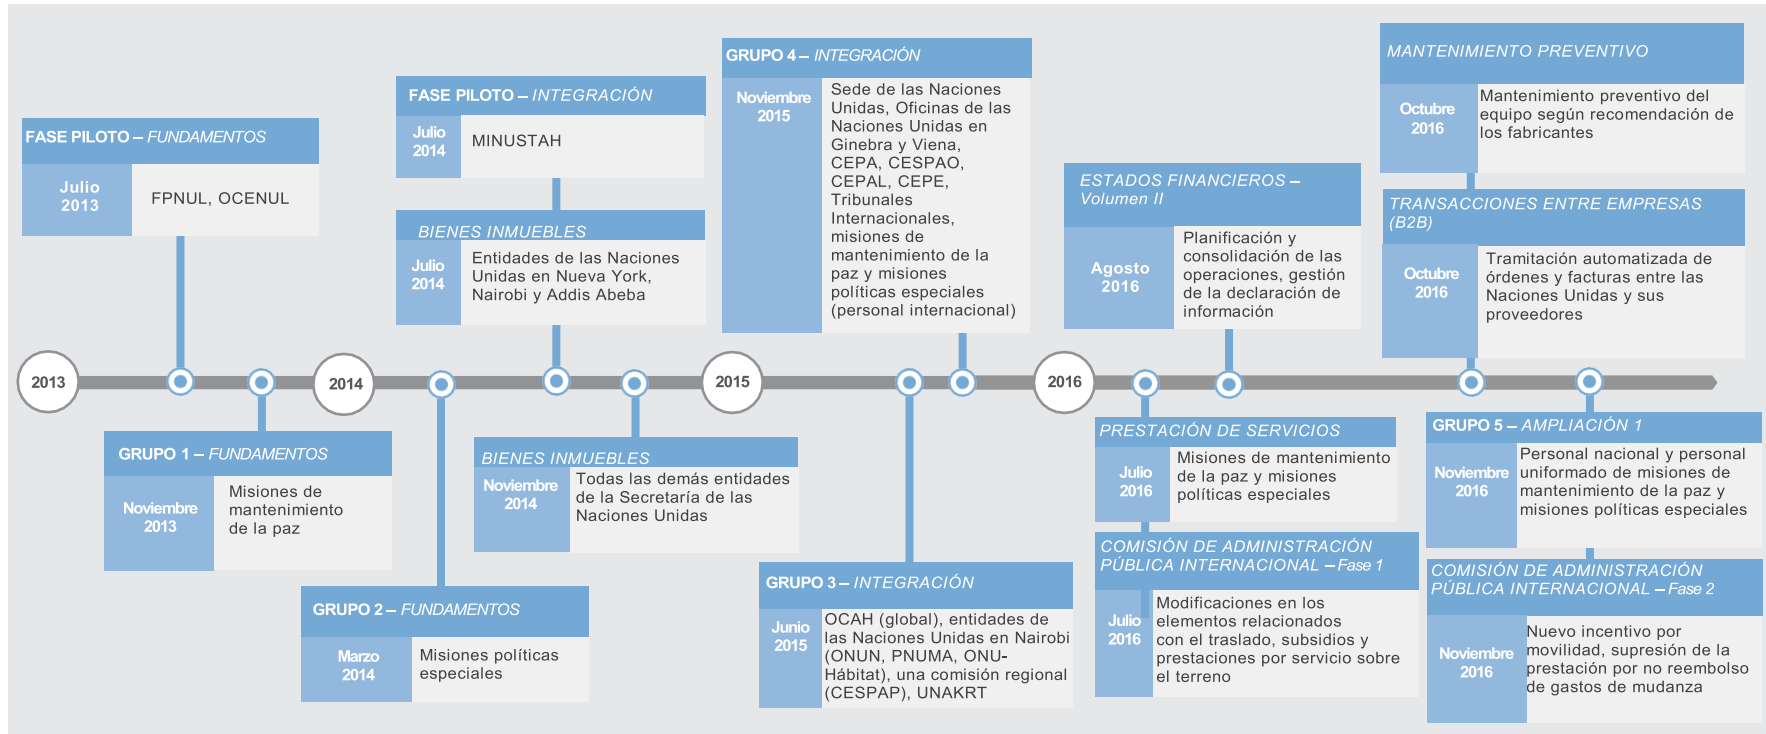 FASE PILOTO – FUNDAMENTOS
Julio
2013
FPNUL, OCENUL
FASE PILOTO – INTEGRACIÓN
Julio
2014
MINUSTAH
BIENES INMUEBLES
Julio
2014
Entidades de las Naciones
Unidas en Nueva York,
Nairobi y Addis Abeba
GRUPO 4 – INTEGRACIÓN
Noviembre
2015
Sede de las Naciones
Unidas, Oficinas de las
Naciones Unidas en
Ginebra y Viena,
CEPA, CESPAO,
CEPAL, CEPE,
Tribunales
Internacionales,
misiones de
mantenimiento de la
paz y misiones
políticas especiales
(personal internacional)
ESTADOS FINANCIEROS –
Volumen II
Agosto
2016
Planificación y
consolidación de las
operaciones, gestión
de la declaración de
información
MANTENIMIENTO PREVENTIVO
Octubre
2016
Mantenimiento preventivo del
equipo según recomendación de
los fabricantes
TRANSACCIONES ENTRE EMPRESAS
(B2B)
Octubre
2016
Tramitación automatizada de
órdenes y facturas entre las
Naciones Unidas y sus
proveedores
2013
2014
2015
2016
GRUPO 1 – FUNDAMENTOS
Noviembre
2013
Misiones de
mantenimiento
de la paz
GRUPO 2 – FUNDAMENTOS
Marzo
2014
Misiones políticas
especiales
BIENES INMUEBLES
Noviembre
2014
Todas las demás entidades
de la Secretaría de las
Naciones Unidas
GRUPO 3 – INTEGRACIÓN
Junio
2015
OCAH (global), entidades de
las Naciones Unidas en Nairobi
(ONUN, PNUMA, ONU-
Hábitat), una comisión regional
(CESPAP), UNAKRT
PRESTACIÓN DE SERVICIOS
Julio
2016
Misiones de mantenimiento
de la paz y misiones
políticas especiales
COMISIÓN DE ADMINISTRACIÓN
PÚBLICA INTERNACIONAL – Fase 1
Julio
2016
Modificaciones en los
elementos relacionados
con el traslado, subsidios y
prestaciones por servicio sobre
el terreno
GRUPO 5 – AMPLIACIÓN 1
Noviembre
2016
Personal nacional y personal
uniformado de misiones de
mantenimiento de la paz y
misiones políticas especiales
COMISIÓN DE ADMINISTRACIÓN
PÚBLICA INTERNACIONAL – Fase 2
Noviembre
2016
Nuevo incentivo por
movilidad, supresión de la
prestación por no reembolso
de gastos de mudanza